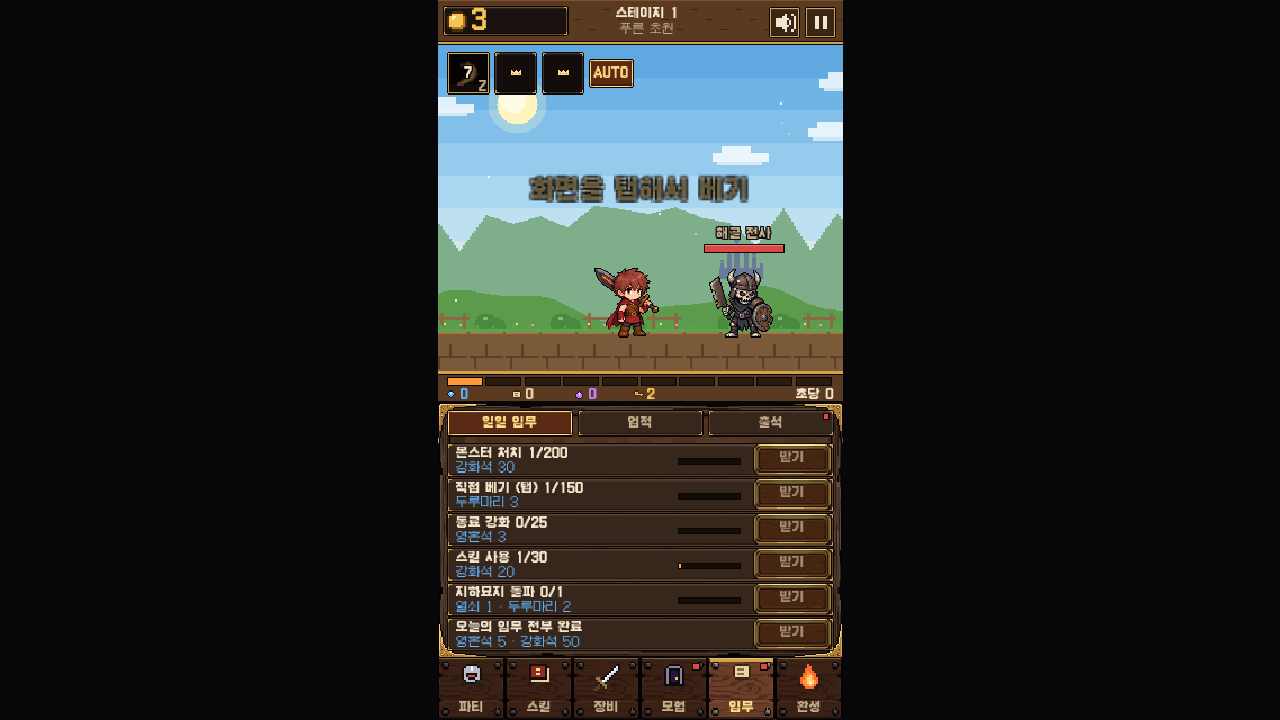 3
스테이지 1
푸른 초원
7
Z
AUTO
화면을 탭해서 베기
해골 전사
0
0
0
2
초당 0
일일 임무
업적
출석
몬스터 처치 1/200
강화석 30
받기
직접 베기 (탭) 1/150
두루마리 3
받기
동료 강화 0/25
영혼석 3
받기
스킬 사용 1/30
강화석 20
받기
지하묘지 돌파 0/1
열쇠 1 · 두루마리 2
받기
오늘의 임무 전부 완료
영혼석 5 · 강화석 50
받기
파티
스킬
장비
모험
임무
환생